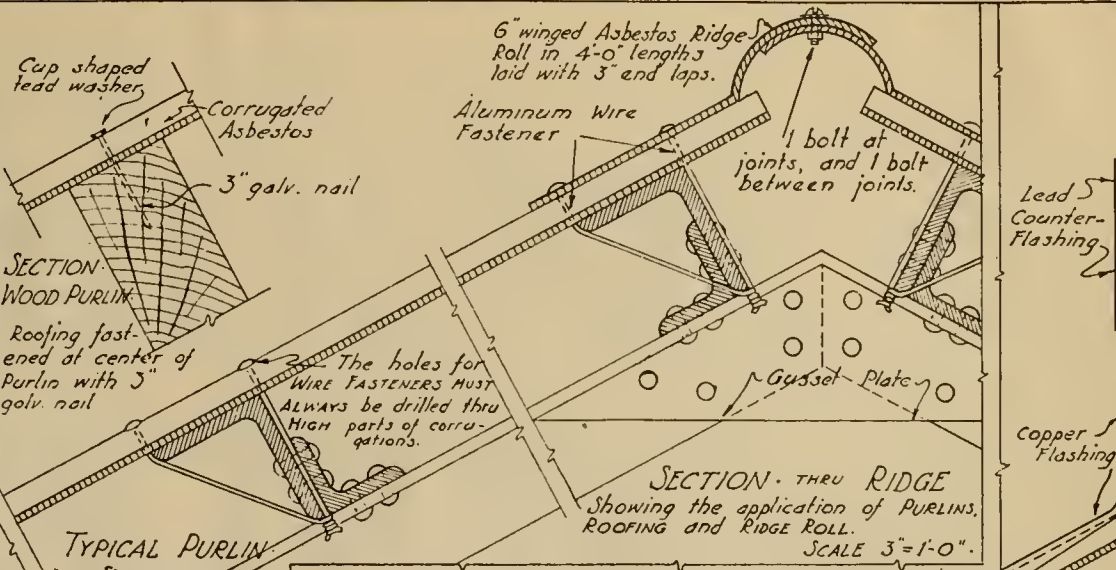 Cup shaped
lead washer
Corrugated
Asbestos
3" galv. nail
SECTION
WOOD PURLIN
Roofing fast-
ened at center of
Purlin with 3"
galv. nail
6" winged Asbestos Ridge
Roll in 4'-0" lengths
laid with 3" end laps.
Aluminum Wire
Fastener
1 bolt at
joints, and 1 bolt
between joints.
The holes for
WIRE FASTENERS MUST
ALWAYS be drilled thru
HIGH parts of corru-
gations.
Gusset Plate
TYPICAL PURLIN
SECTION · THRU RIDGE
Showing the application of PURLINS,
ROOFING and RIDGE ROLL.
SCALE 3"=1'-0".
Lead
Counter-
Flashing
Copper
Flashing